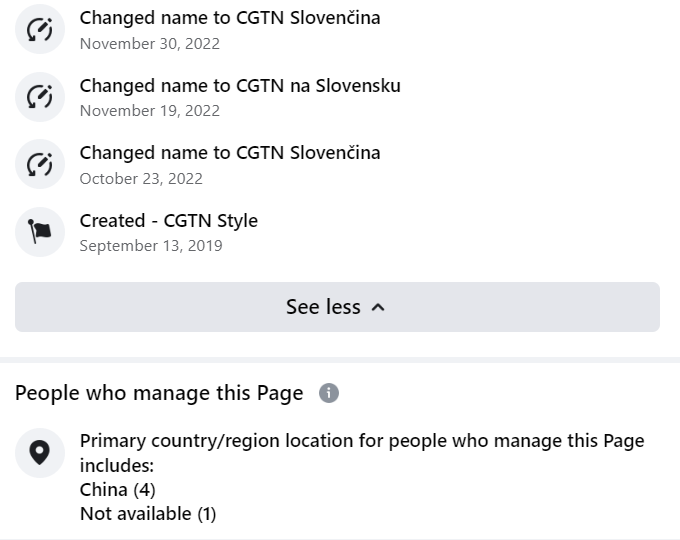 Changed name to CGTN Slovenčina
November 30, 2022
Changed name to CGTN na Slovensku
November 19, 2022
Changed name to CGTN Slovenčina
October 23, 2022
Created - CGTN Style
September 13, 2019
See less
People who manage this Page
Primary country/region location for people who manage this Page
includes:
China (4)
Not available (1)